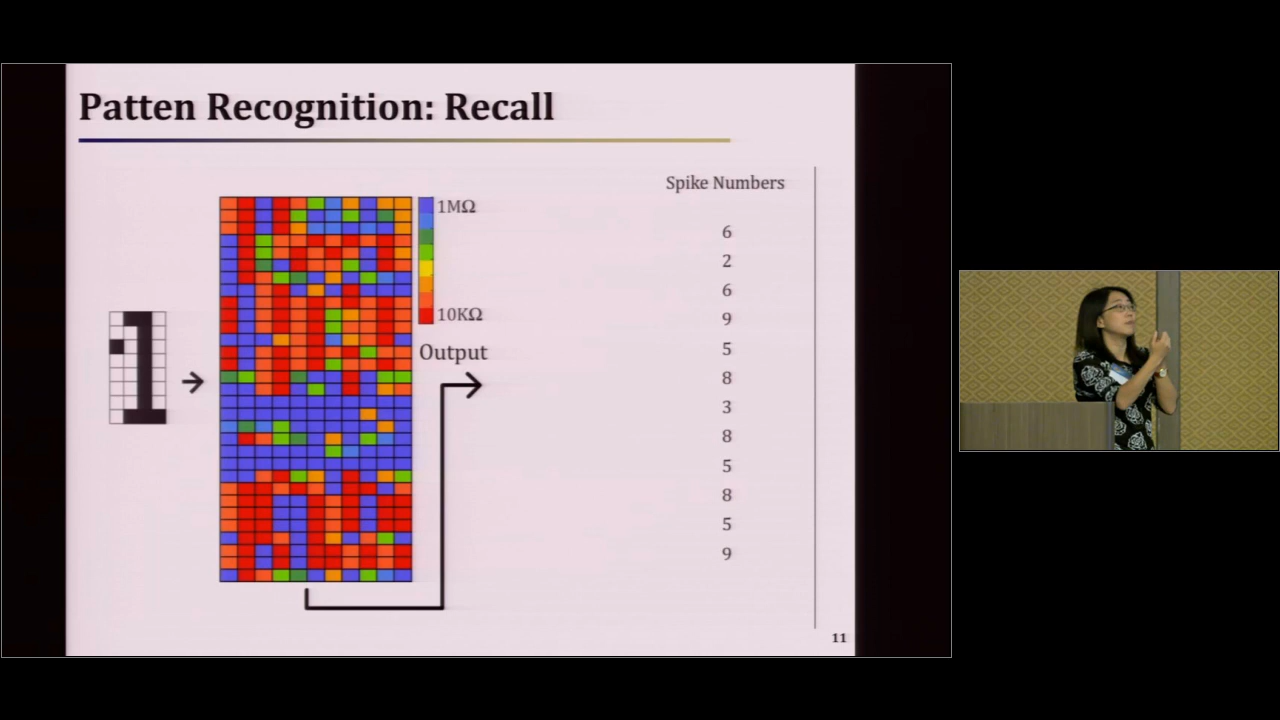 Patten Recognition: Recall
Spike Numbers
1MΩ
10KΩ
Output
6
2
6
9
5
8
3
8
5
8
5
9
11